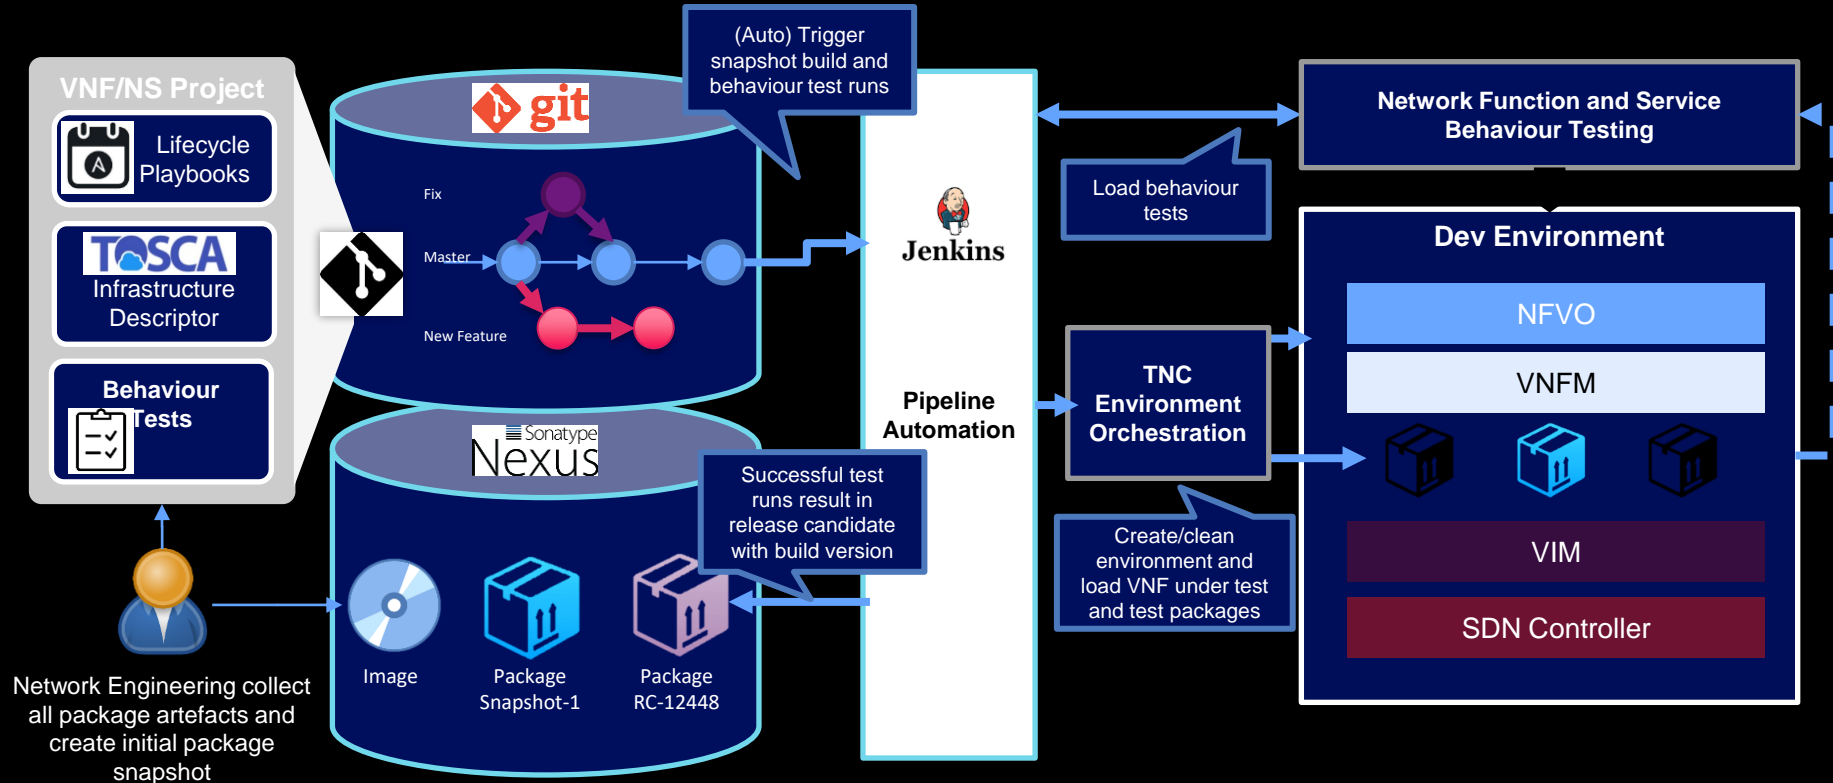 VNF/NS Project
Lifecycle
Playbooks
TOSCA
Infrastructure
Descriptor
Behaviour
Tests
Network Engineering collect
all package artefacts and
create initial package
snapshot
git
Fix
Master
New Feature
(Auto) Trigger
snapshot build and
behaviour test runs
Sonatype
Nexus
Image
Package
Snapshot-1
Package
RC-12448
Successful test
runs result in
release candidate
with build version
Jenkins
Pipeline
Automation
Load behaviour
tests
TNC
Environment
Orchestration
Create/clean
environment and
load VNF under test
and test packages
Network Function and Service
Behaviour Testing
Dev Environment
NFVO
VNFM
VIM
SDN Controller